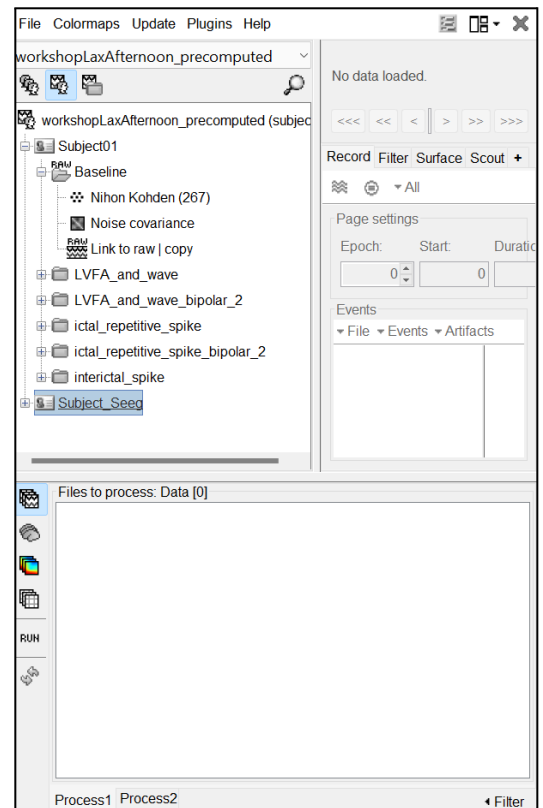 File Colormaps Update Plugins Help
workshopLaxAfternoon_precomputed
workshopLaxAfternoon_precomputed (subjec
Subject01
RAW Baseline
Nihon Kohden (267)
Noise covariance
RAW Link to raw | copy
LVFA_and_wave
LVFA_and_wave_bipolar_2
ictal_repetitive_spike
ictal_repetitive_spike_bipolar_2
interictal_spike
Subject_Seeg
No data loaded.
<<< << < > >> >>>
Record Filter Surface Scout +
All
Page settings
Epoch: Start: Duratic
0 0
Events
File Events Artifacts
Files to process: Data [0]
RUN
Process1 Process2
Filter